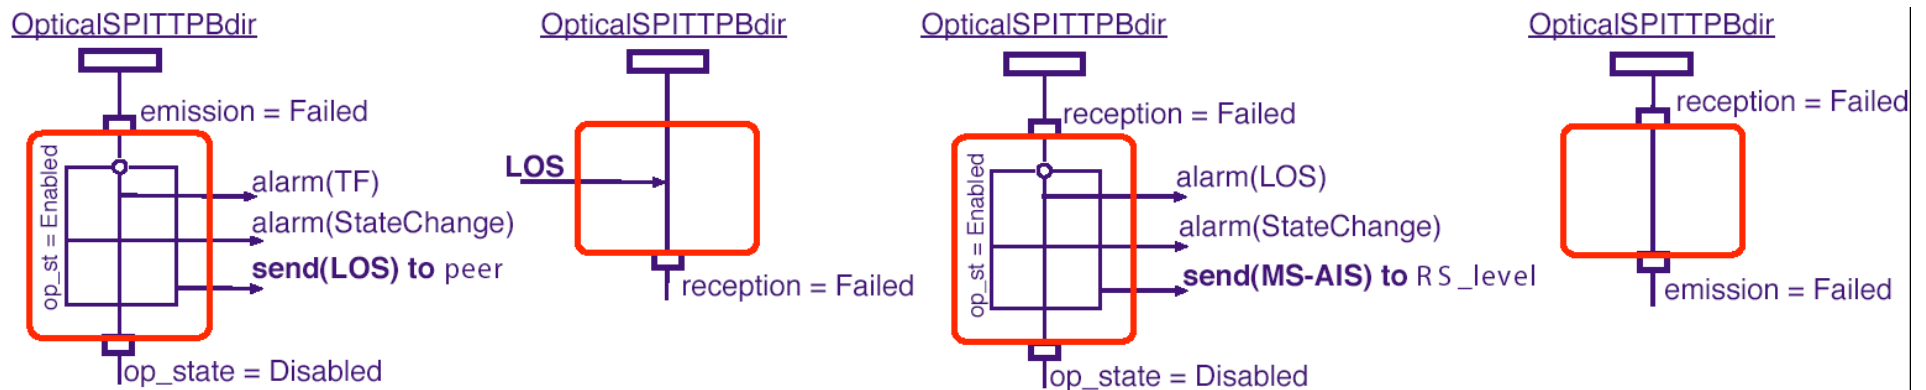 OpticalSPITTPBdir
emission = Failed
op_st = Enabled
alarm(TF)
alarm(StateChange)
send(LOS) to peer
op_state = Disabled
OpticalSPITTPBdir
LOS
reception = Failed
OpticalSPITTPBdir
reception = Failed
op_st = Enabled
alarm(LOS)
alarm(StateChange)
send(MS-AIS) to RS_level
op_state = Disabled
OpticalSPITTPBdir
reception = Failed
emission = Failed